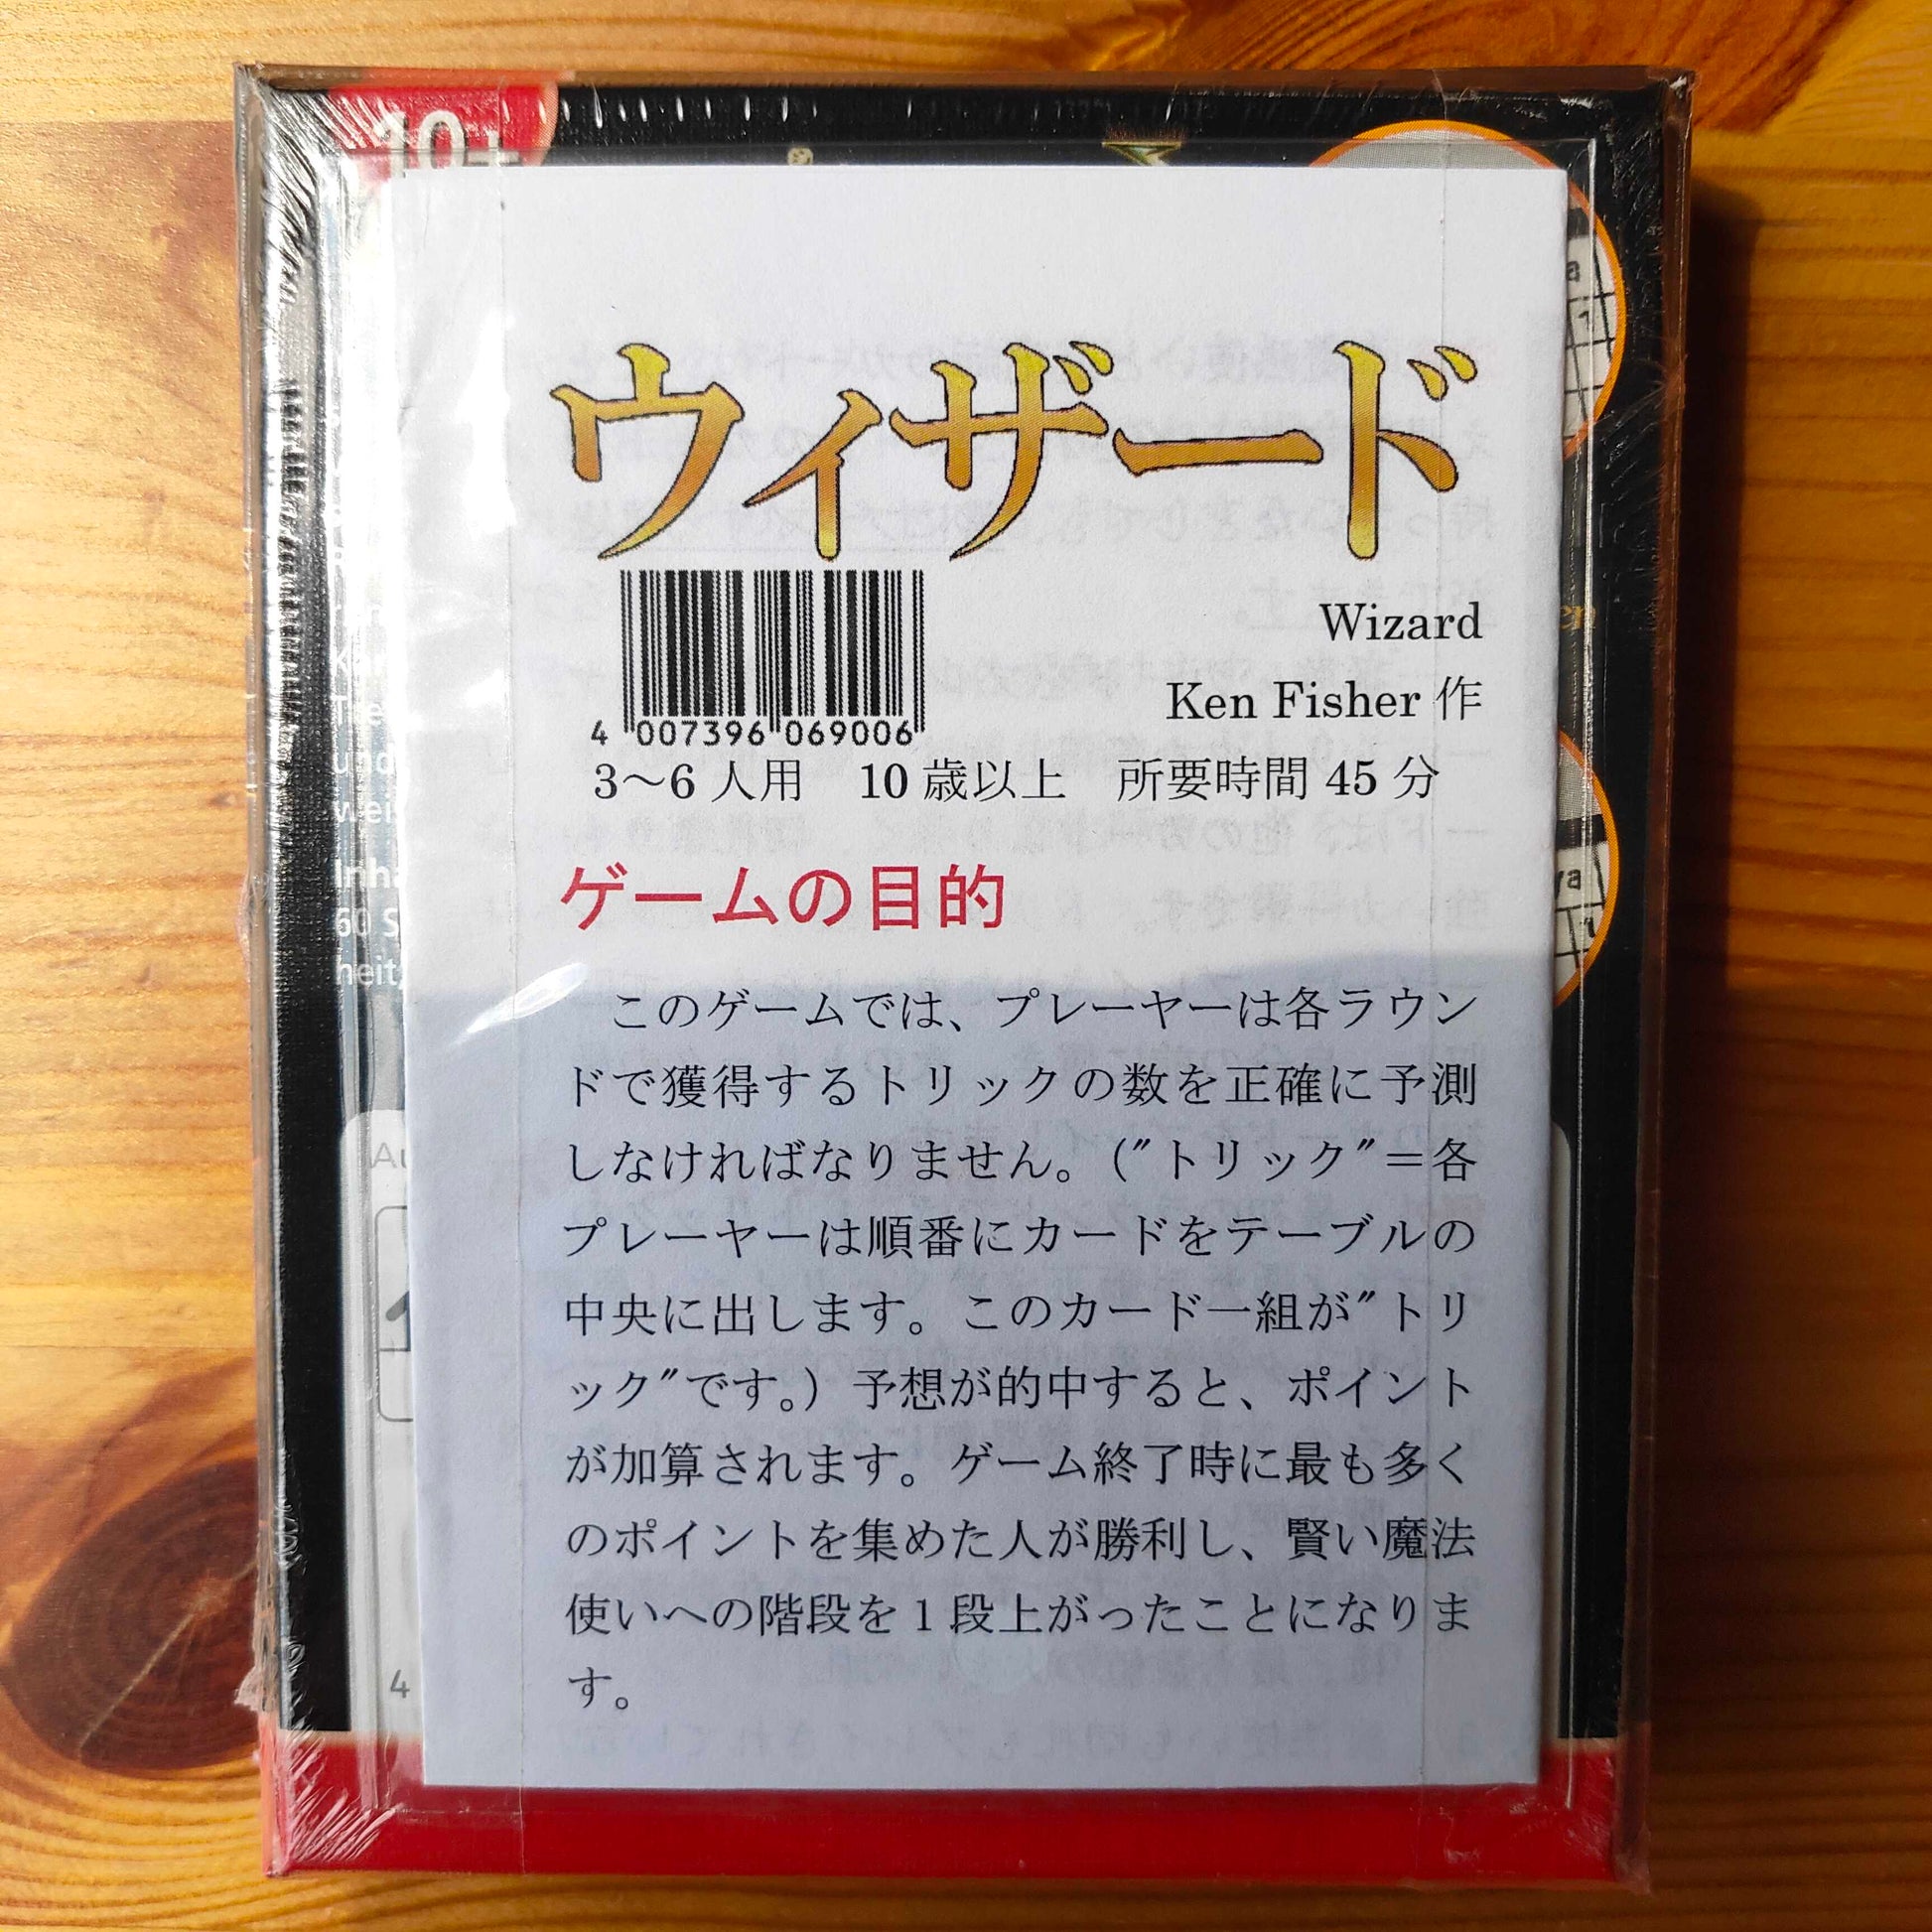 10+
ウィザード
Wizard
Ken Fisher 作
4 007396 069006
3～6 人用　10 歳以上　所要時間 45 分
ゲームの目的
このゲームでは、プレーヤーは各ラウン
ドで獲得するトリックの数を正確に予測
しなければなりません。(″トリック″＝各
プレーヤーは順番にカードをテーブルの
中央に出します。このカード一組が″トリ
ック″です。) 予想が的中すると、ポイント
が加算されます。ゲーム終了時に最も多く
のポイントを集めた人が勝利し、賢い魔法
使いへの階段を 1 段上がったことになりま
す。
und
4